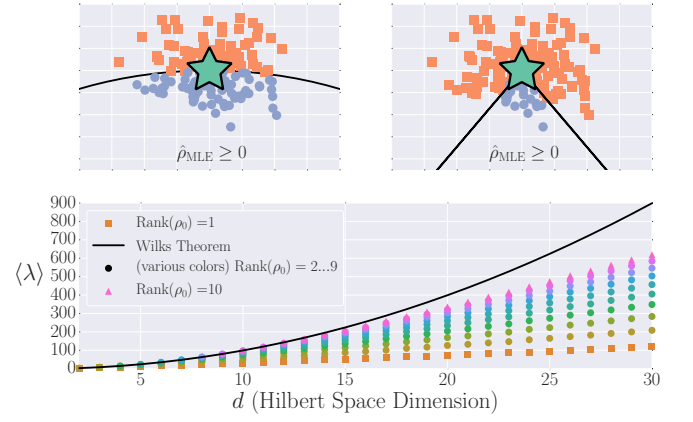 ρ̂MLE ≥ 0
ρ̂MLE ≥ 0
900
800
700
600
500
400
300
200
100
0
⟨λ⟩
Rank(ρ0) =1
Wilks Theorem
(various colors) Rank(ρ0) = 2...9
Rank(ρ0) =10
5
10
15
20
25
30
d (Hilbert Space Dimension)